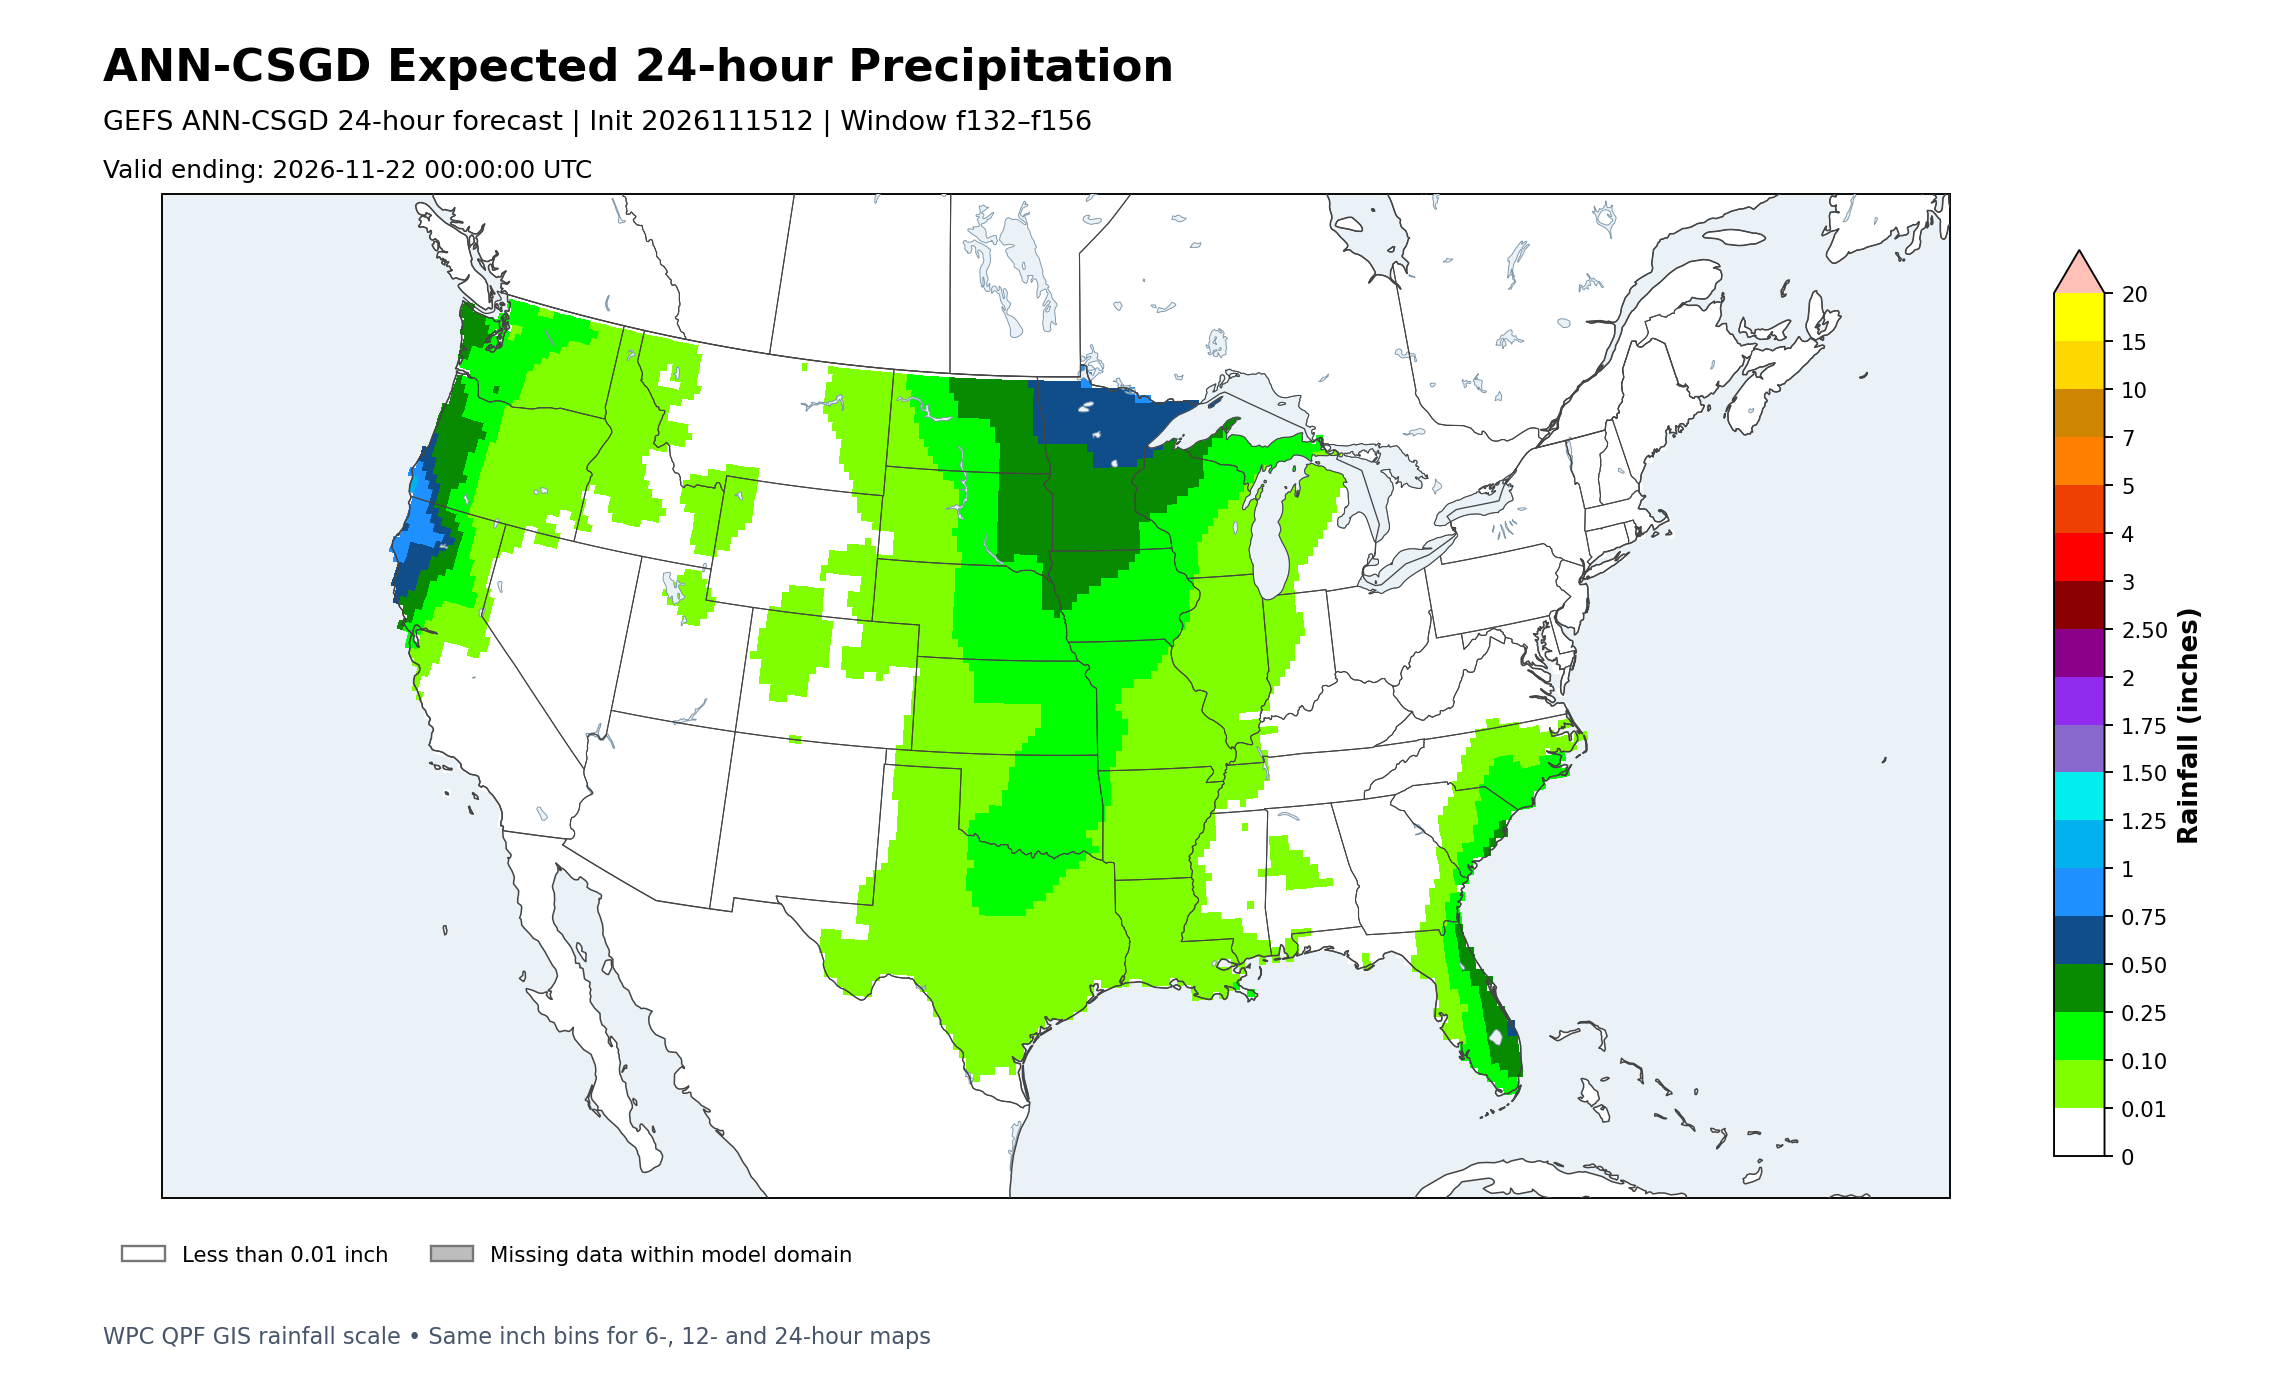 ANN-CSGD Expected 24-hour Precipitation
GEFS ANN-CSGD 24-hour forecast | Init 2026111512 | Window f132–f156
Valid ending: 2026-11-22 00:00:00 UTC
20
15
10
7
5
4
3
2.50
2
1.75
1.50
1.25
1
0.75
0.50
0.25
0.10
0.01
0
Rainfall (inches)
Less than 0.01 inch
Missing data within model domain
WPC QPF GIS rainfall scale • Same inch bins for 6-, 12- and 24-hour maps